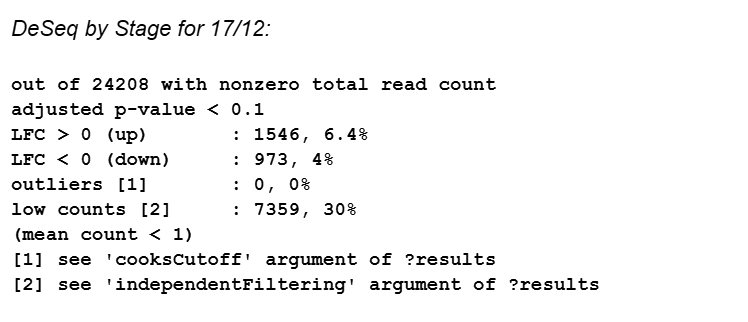 DeSeq by Stage for 17/12:
out of 24208 with nonzero total read count
adjusted p-value < 0.1
LFC > 0 (up)       : 1546, 6.4%
LFC < 0 (down)     : 973, 4%
outliers [1]       : 0, 0%
low counts [2]     : 7359, 30%
(mean count < 1)
[1] see 'cooksCutoff' argument of ?results
[2] see 'independentFiltering' argument of ?results